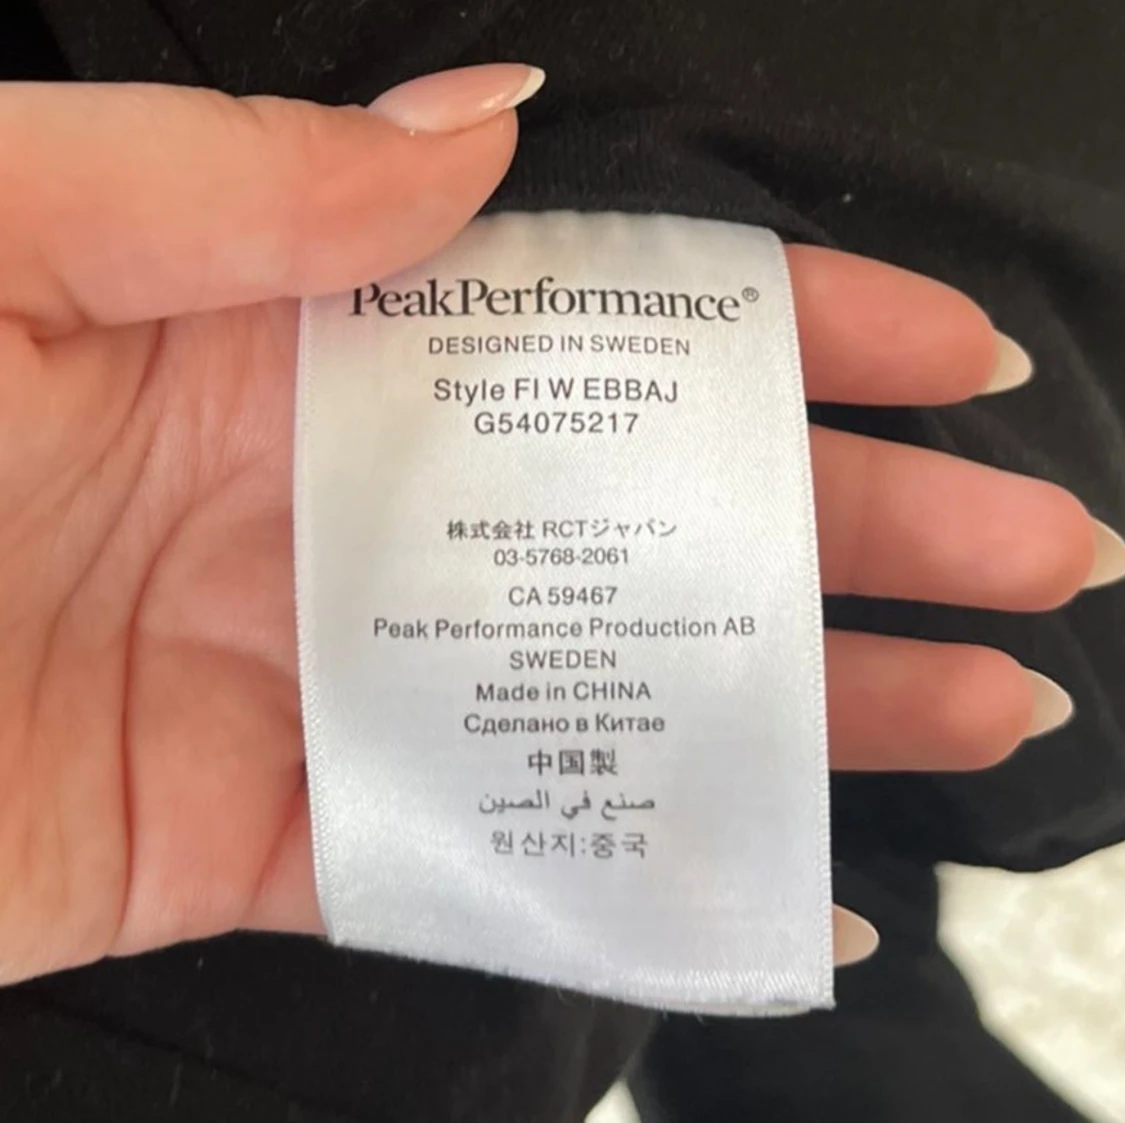 PeakPerformance®
DESIGNED IN SWEDEN
Style FI W EBBAJ
G54075217
株式会社 RCTジャパン
03-5768-2061
CA 59467
Peak Performance Production AB
SWEDEN
Made in CHINA
Сделано в Китае
中国製
صنع في الصين
원산지:중국